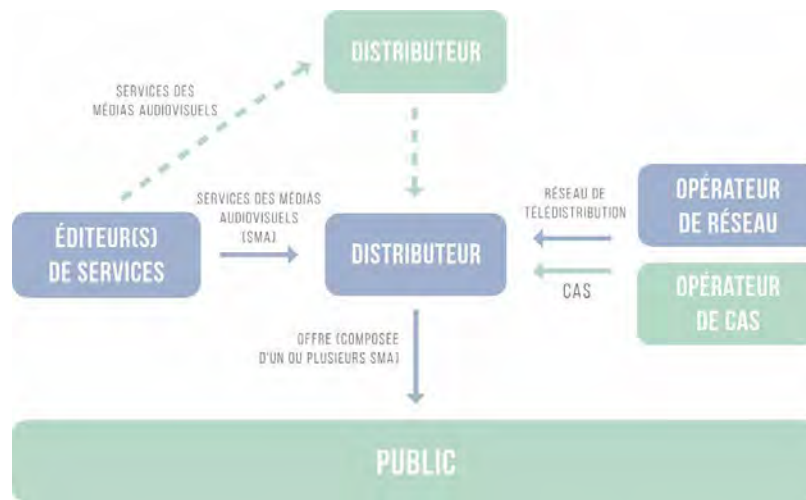 DISTRIBUTEUR
SERVICES DES
MÉDIAS AUDIOVISUELS
SERVICES DES MÉDIAS
AUDIOVISUELS
(SMA)
ÉDITEUR(S)
DE SERVICES
DISTRIBUTEUR
RÉSEAU DE
TÉLÉDISTRIBUTION
OPÉRATEUR
DE RÉSEAU
CAS
OPÉRATEUR
DE CAS
OFFRE (COMPOSÉE
D'UN OU PLUSIEURS SMA)
PUBLIC